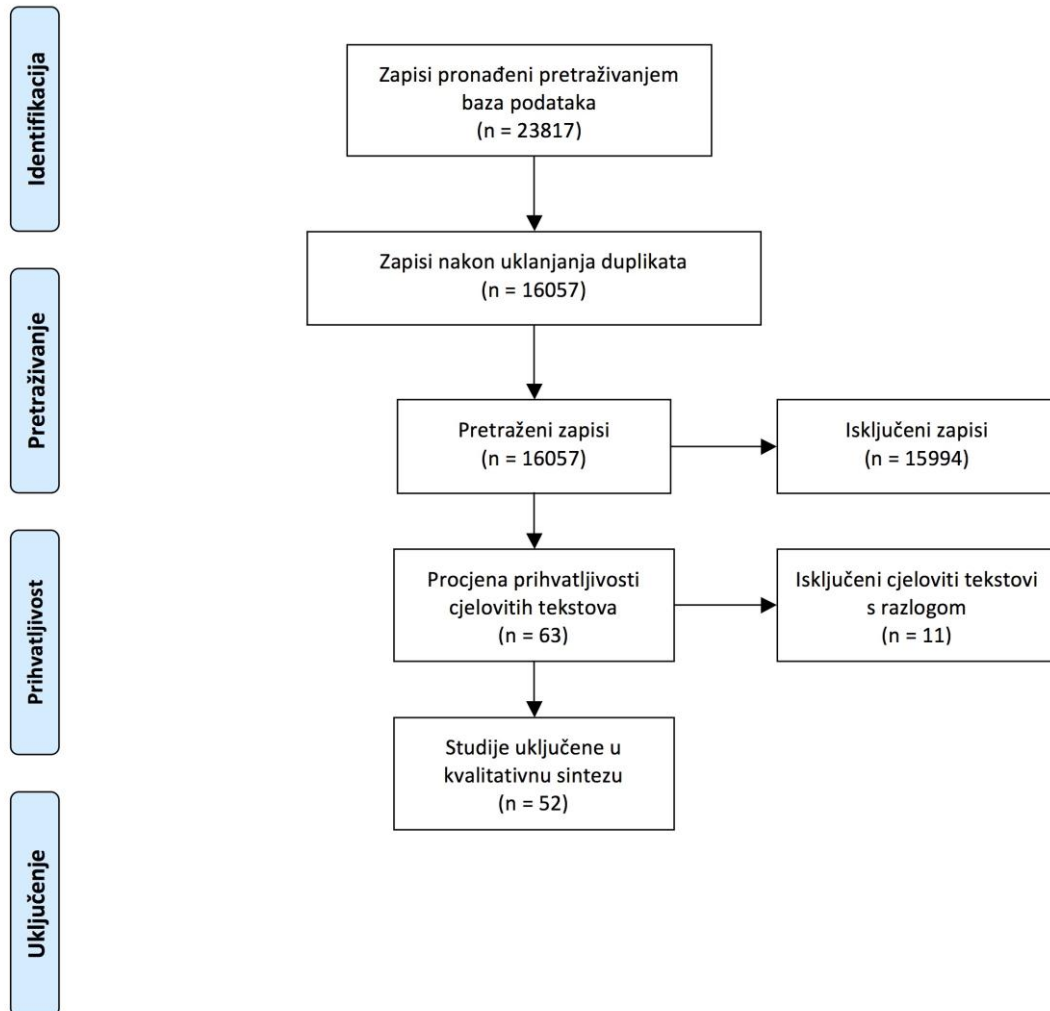 Identifikacija
Zapisi pronađeni pretraživanjem
baza podataka
(n = 23817)
Zapisi nakon uklanjanja duplikata
(n = 16057)
Pretraživanje
Pretraženi zapisi
(n = 16057)
Isključeni zapisi
(n = 15994)
Prihvatljivost
Procjena prihvatljivosti
cjelovitih tekstova
(n = 63)
Isključeni cjeloviti tekstovi
s razlogom
(n = 11)
Studije uključene u
kvalitativnu sintezu
(n = 52)
Uključenje